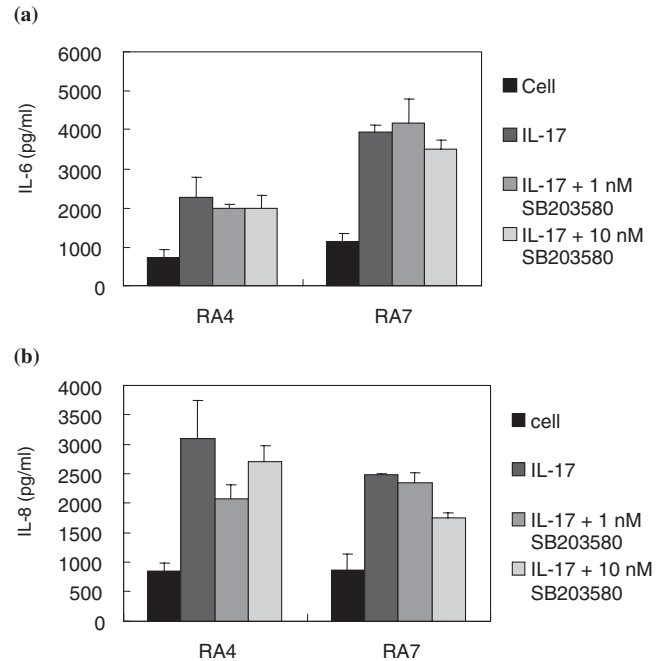 (a)
IL-6 (pg/ml)
6000
5000
4000
3000
2000
1000
0
RA4 RA7
Cell
IL-17
IL-17 + 1 nM
SB203580
IL-17 + 10 nM
SB203580
(b)
IL-8 (pg/ml)
4000
3500
3000
2500
2000
1500
1000
500
0
RA4 RA7
cell
IL-17
IL-17 + 1 nM
SB203580
IL-17 + 10 nM
SB203580